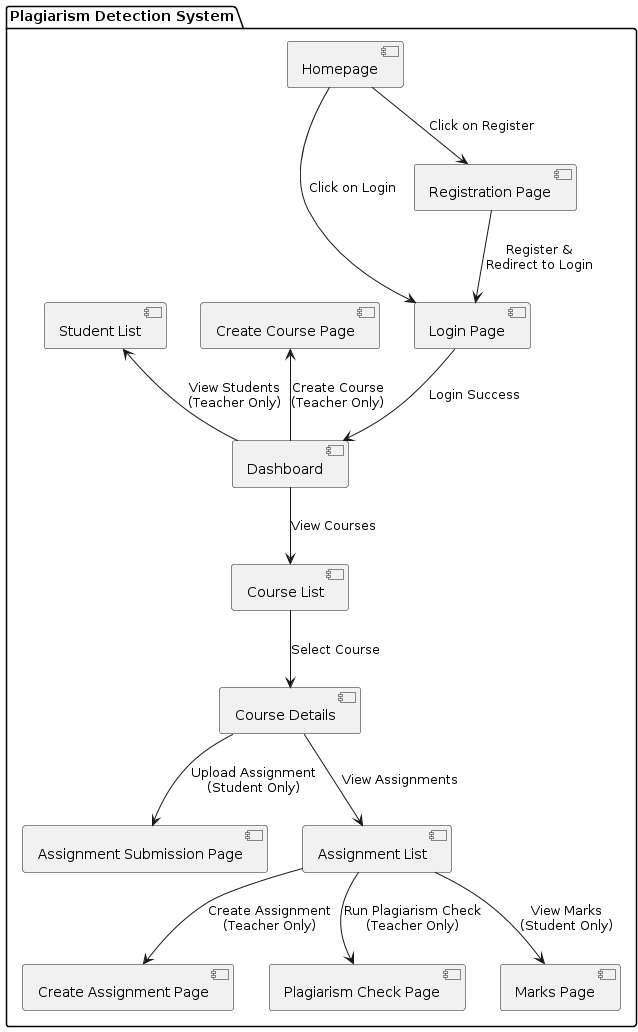 Plagiarism Detection System
Homepage
Click on Register
Click on Login
Registration Page
Register &
Redirect to Login
Student List
Create Course Page
Login Page
View Students
(Teacher Only)
Create Course
(Teacher Only)
Login Success
Dashboard
View Courses
Course List
Select Course
Course Details
Upload Assignment
(Student Only)
View Assignments
Assignment Submission Page
Assignment List
Create Assignment
(Teacher Only)
Run Plagiarism Check
(Teacher Only)
View Marks
(Student Only)
Create Assignment Page
Plagiarism Check Page
Marks Page